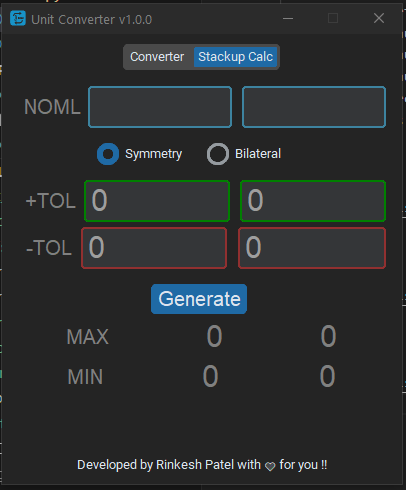 Unit Converter v1.0.0
Converter Stackup Calc
NOML
Symmetry Bilateral
+TOL 0 0
-TOL 0 0
Generate
MAX 0 0
MIN 0 0
Developed by Rinkesh Patel with 🤍 for you !!